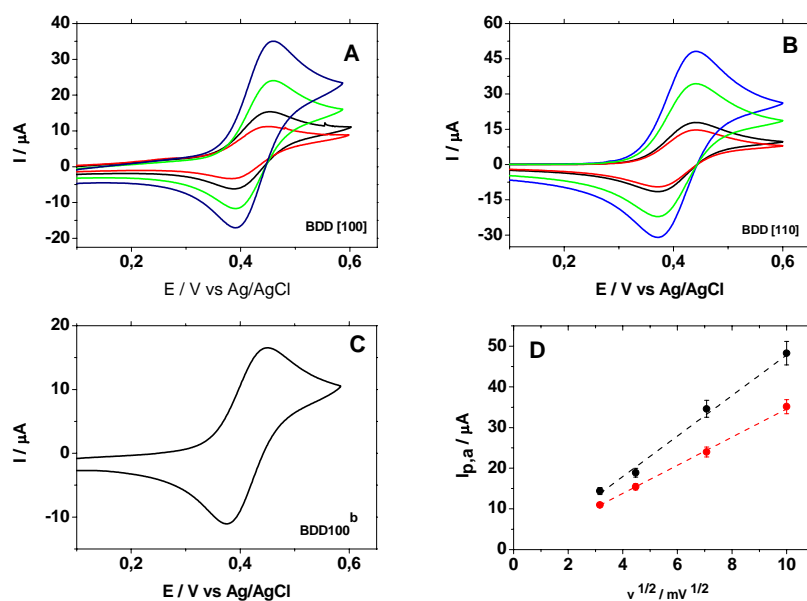 A
I / µA
40
30
20
10
0
-10
-20
0,2
0,4
0,6
BDD [100]
E / V vs Ag/AgCl
B
I / µA
60
45
30
15
0
-15
-30
0,2
0,4
0,6
BDD [110]
E / V vs Ag/AgCl
C
I / µA
20
10
0
-10
0,2
0,4
0,6
BDD100 b
E / V vs Ag/AgCl
D
Ip,a / µA
50
40
30
20
10
0
0
2
4
6
8
10
ν 1/2 / mV 1/2